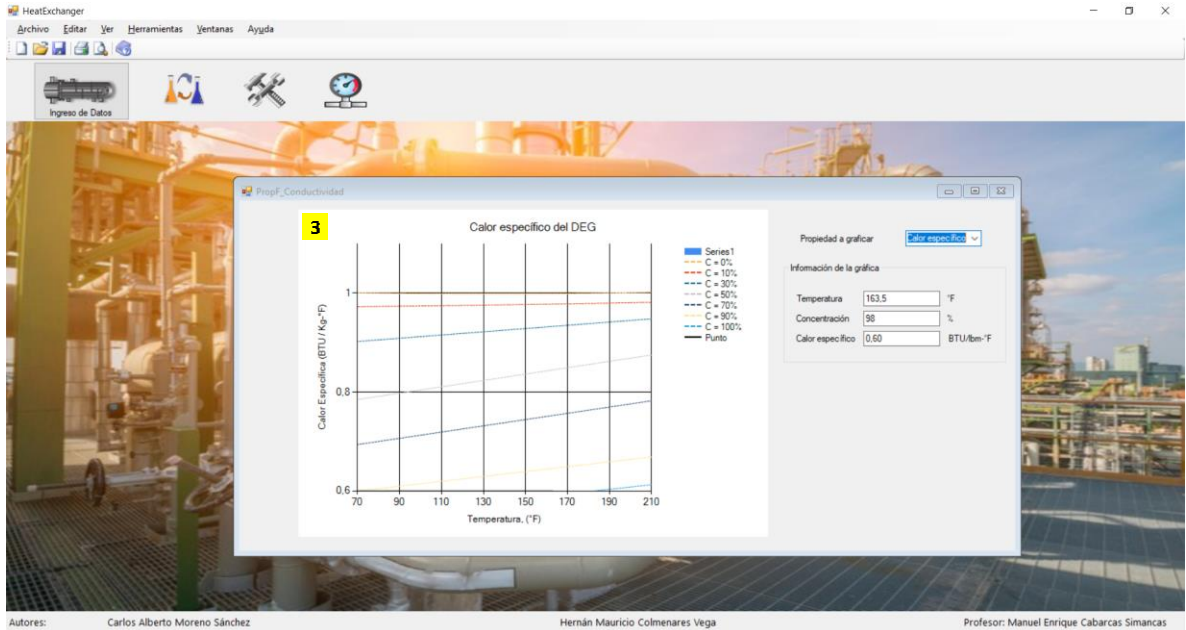 HeatExchanger
Archivo Editar Ver Herramientas Ventanas Ayuda
Ingreso de Datos
PropF_Conductividad
3
Calor específico del DEG
Series1
C = 0%
C = 10%
C = 30%
C = 50%
C = 70%
C = 90%
C = 100%
Punto
Calor Especifica (BTU / Kg-°F)
1
0,8
0,6
70 90 110 130 150 170 190 210
Temperatura, (°F)
Propiedad a graficar Calor específico
Infomación de la gráfica
Temperatura 163,5 °F
Concentración 98 %
Calor específico 0,60 BTU/lbm-°F
Autores: Carlos Alberto Moreno Sánchez Hernán Mauricio Colmenares Vega Profesor: Manuel Enrique Cabarcas Simancas